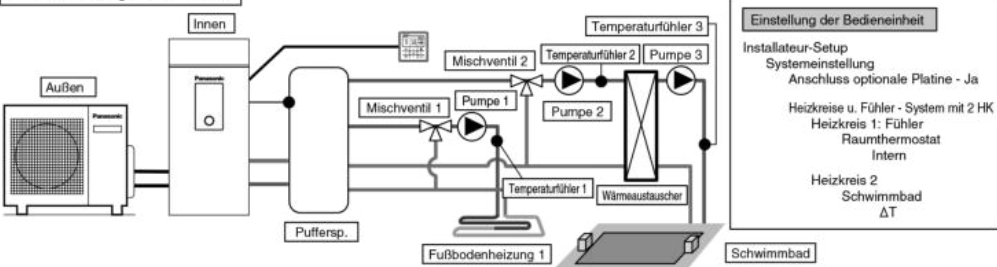 Innen
Temperaturfühler 3
Mischventil 2
Temperaturfühler 2
Pumpe 3
Außen
Panasonic
Panasonic
Mischventil 1
Pumpe 1
Pumpe 2
Temperaturfühler 1
Wärmeaustauscher
Puffersp.
Fußbodenheizung 1
Schwimmbad
Einstellung der Bedieneinheit
Installateur-Setup
Systemeinstellung
Anschluss optionale Platine - Ja
Heizkreise u. Fühler - System mit 2 HK
Heizkreis 1: Fühler
Raumthermostat
Intern
Heizkreis 2
Schwimmbad
ΔT